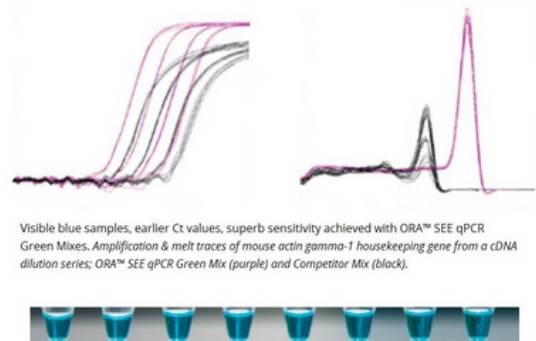 Visible blue samples, earlier Ct values, superb sensitivity achieved with ORA™ SEE qPCR
Green Mixes. Amplification & melt traces of mouse actin gamma-1 housekeeping gene from a cDNA
dilution series; ORA™ SEE qPCR Green Mix (purple) and Competitor Mix (black).